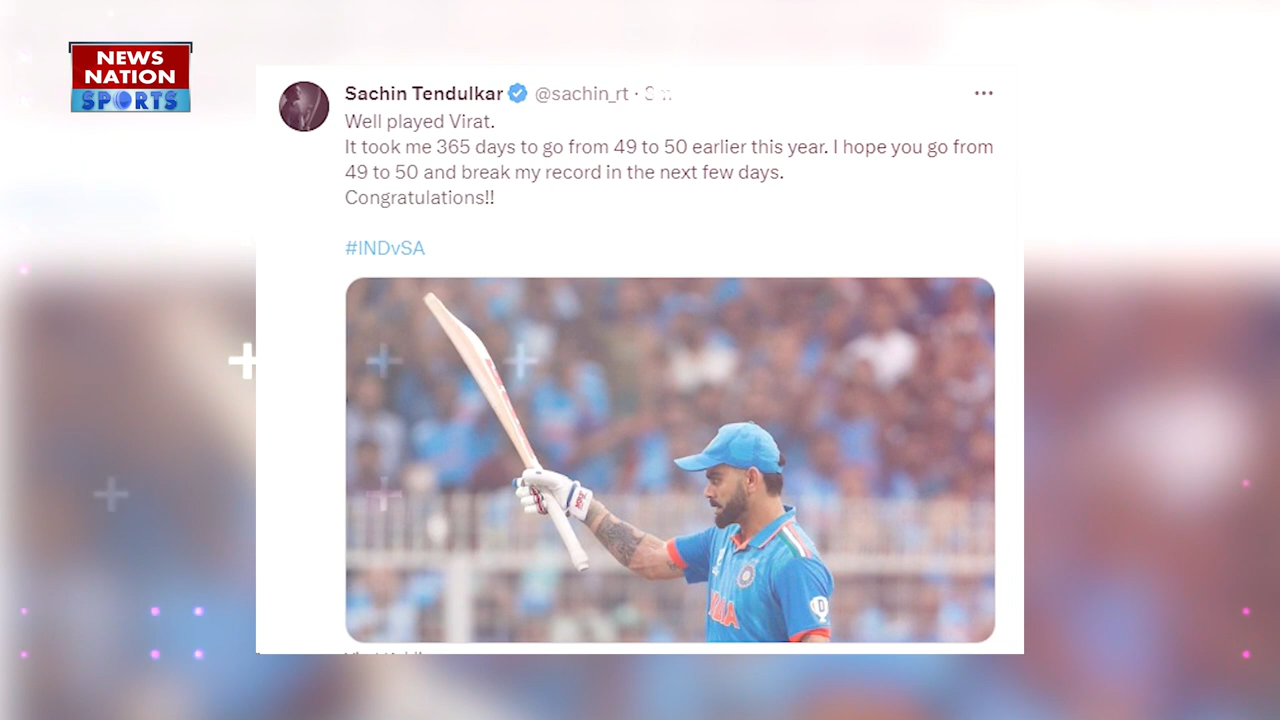 NEWS
NATION
SPORTS
Sachin Tendulkar @sachin_rt ·
Well played Virat.
It took me 365 days to go from 49 to 50 earlier this year. I hope you go from
49 to 50 and break my record in the next few days.
Congratulations!!
#INDvSA